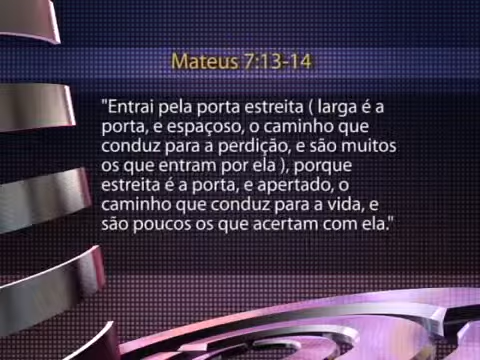 Mateus 7:13-14
"Entrai pela porta estreita ( larga é a
porta, e espaçoso, o caminho que
conduz para a perdição, e são muitos
os que entram por ela ), porque
estreita é a porta, e apertado, o
caminho que conduz para a vida, e
são poucos os que acertam com ela."